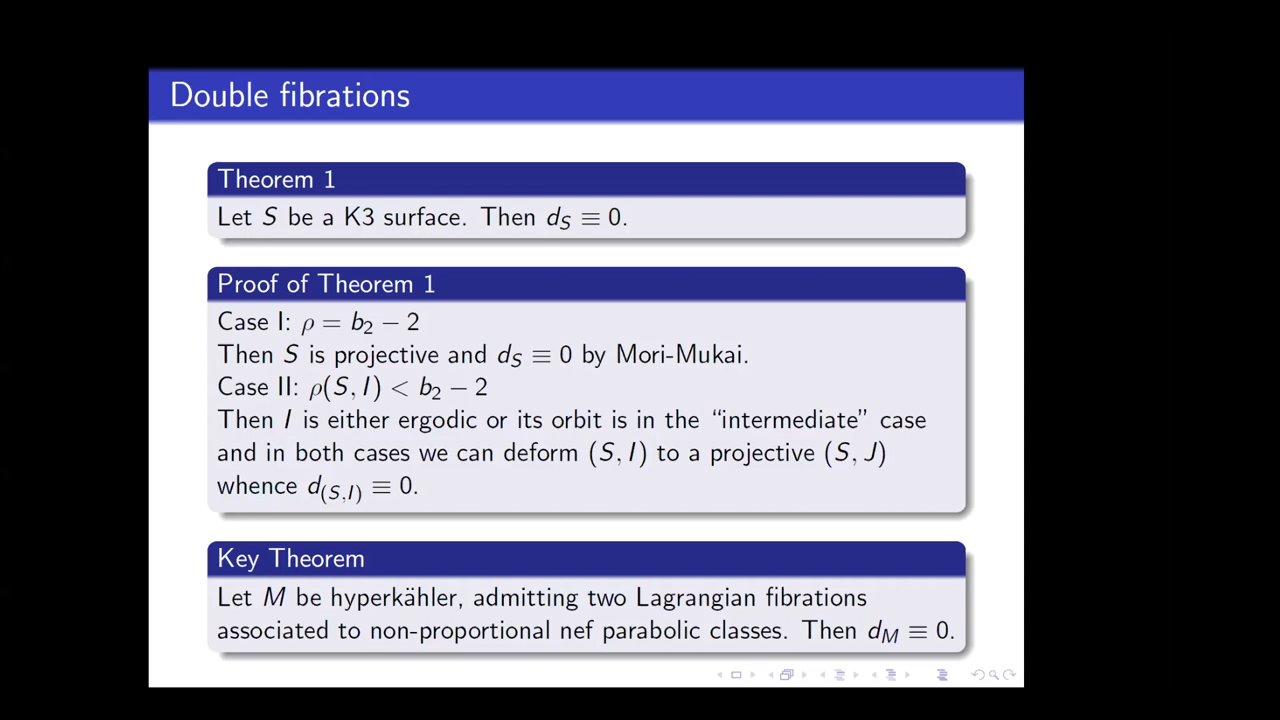 Double fibrations
Theorem 1
Let S be a K3 surface. Then d_S ≡ 0.
Proof of Theorem 1
Case I: ρ = b₂ − 2
Then S is projective and d_S ≡ 0 by Mori-Mukai.
Case II: ρ(S, I) < b₂ − 2
Then I is either ergodic or its orbit is in the “intermediate” case
and in both cases we can deform (S, I) to a projective (S, J)
whence d_(S,I) ≡ 0.
Key Theorem
Let M be hyperkähler, admitting two Lagrangian fibrations
associated to non-proportional nef parabolic classes. Then d_M ≡ 0.